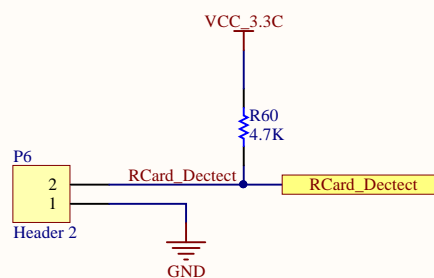 VCC_3.3C
R60
4.7K
P6
RCard_Dectect
RCard_Dectect
2
1
Header 2
GND